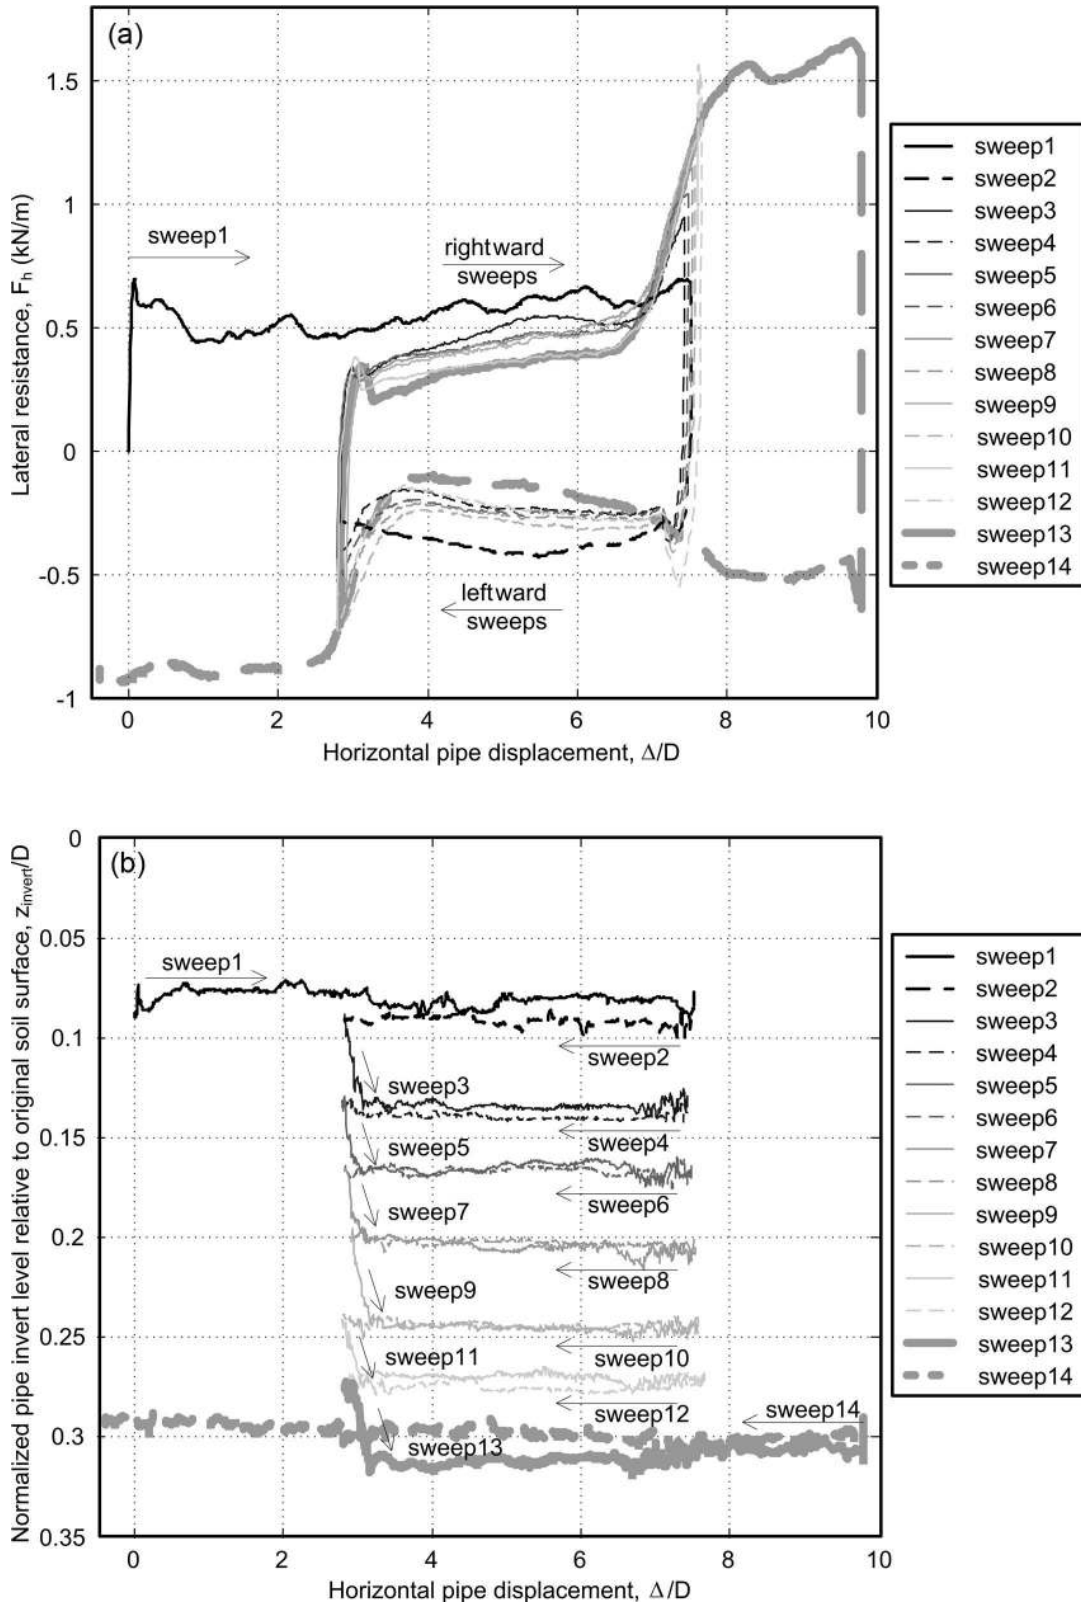 (a)
1.5
1
0.5
0
-0.5
-1
Lateral resistance, F_h (kN/m)
sweep1
rightward
sweeps
leftward
sweeps
0 2 4 6 8 10
Horizontal pipe displacement, Δ/D
sweep1
sweep2
sweep3
sweep4
sweep5
sweep6
sweep7
sweep8
sweep9
sweep10
sweep11
sweep12
sweep13
sweep14
(b)
0
0.05
0.1
0.15
0.2
0.25
0.3
0.35
Normalized pipe invert level relative to original soil surface, z_invert/D
sweep1
sweep2
sweep3
sweep4
sweep5
sweep6
sweep7
sweep8
sweep9
sweep10
sweep11
sweep12
sweep14
sweep13
0 2 4 6 8 10
Horizontal pipe displacement, Δ/D
sweep1
sweep2
sweep3
sweep4
sweep5
sweep6
sweep7
sweep8
sweep9
sweep10
sweep11
sweep12
sweep13
sweep14